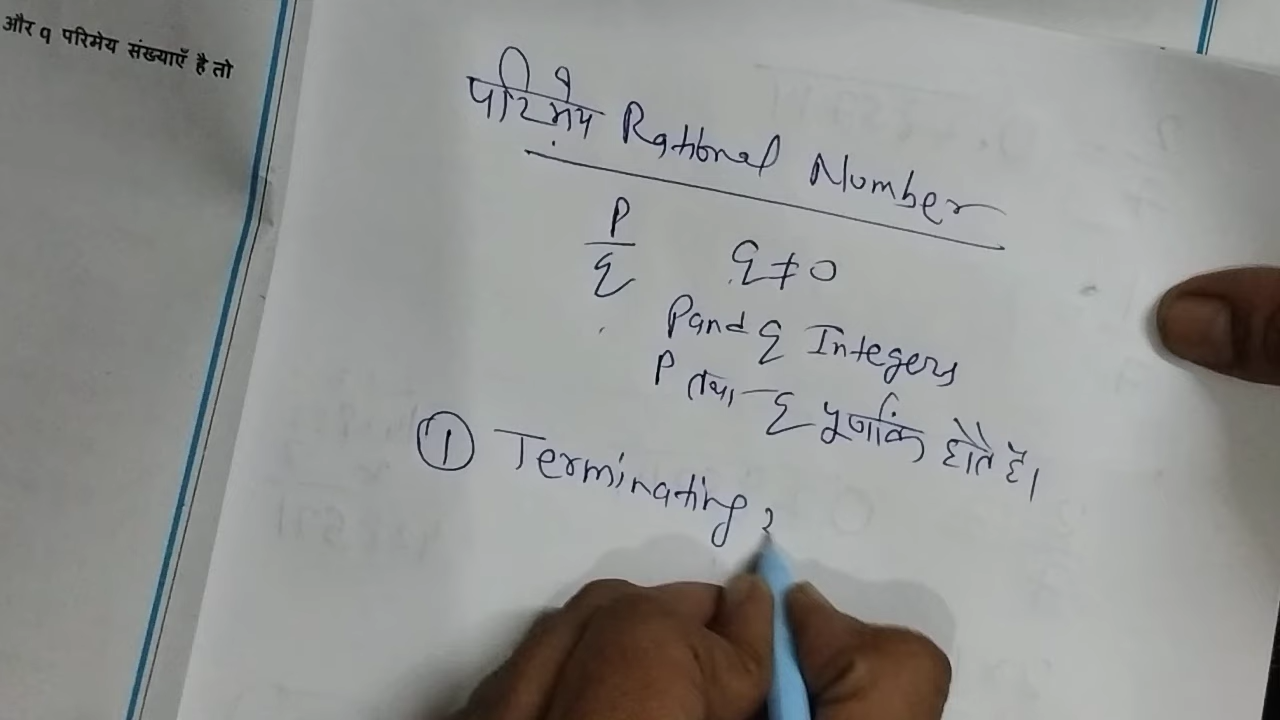 और q परिमेय संख्याएँ है तो
परिमेय Rational Number
P
q q ≠ 0
P and q Integers
P तथा q पूर्णांक होते हैं।
① Terminating